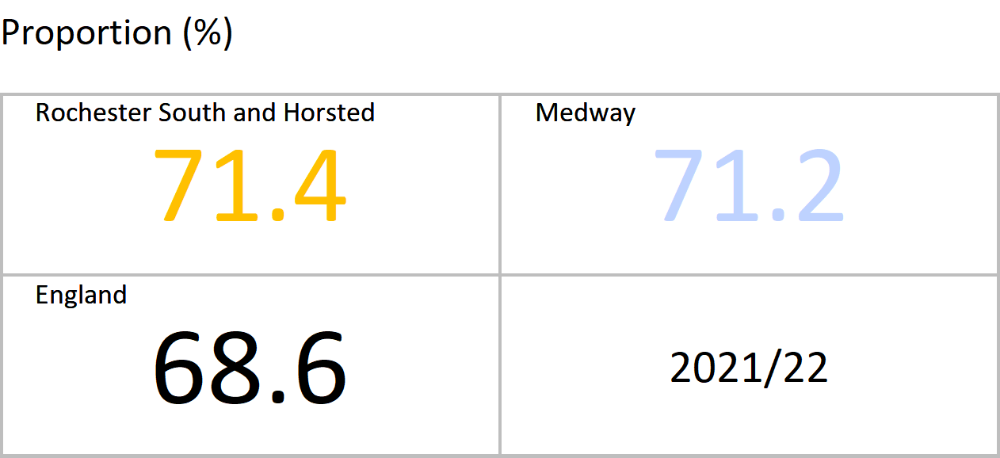 Proportion (%)
Rochester South and Horsted
71.4
Medway
71.2
England
68.6
2021/22